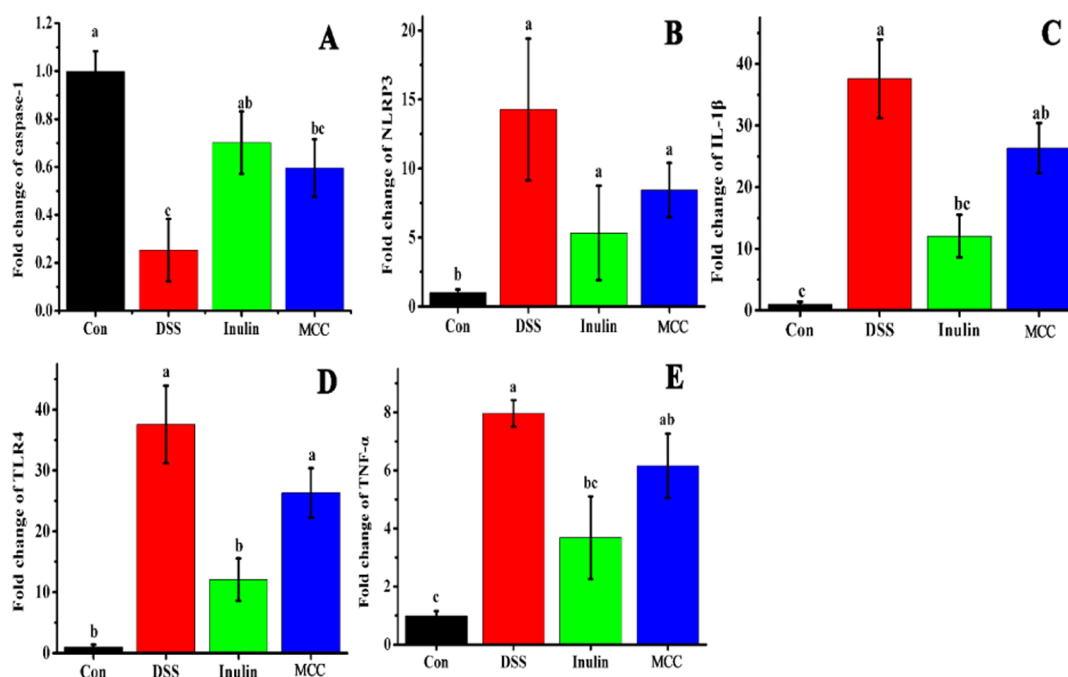 A
Fold change of caspase-1
1.2
1.0
0.8
0.6
0.4
0.2
0.0
a
c
ab
bc
Con DSS Inulin MCC
B
Fold change of NLRP3
20
15
10
5
0
b
a
a
a
Con DSS Inulin MCC
C
Fold change of IL-1β
40
30
20
10
0
c
a
bc
ab
Con DSS Inulin MCC
D
Fold change of TLR4
40
30
20
10
0
b
a
b
a
Con DSS Inulin MCC
E
Fold change of TNF-α
8
6
4
2
0
c
a
bc
ab
Con DSS Inulin MCC